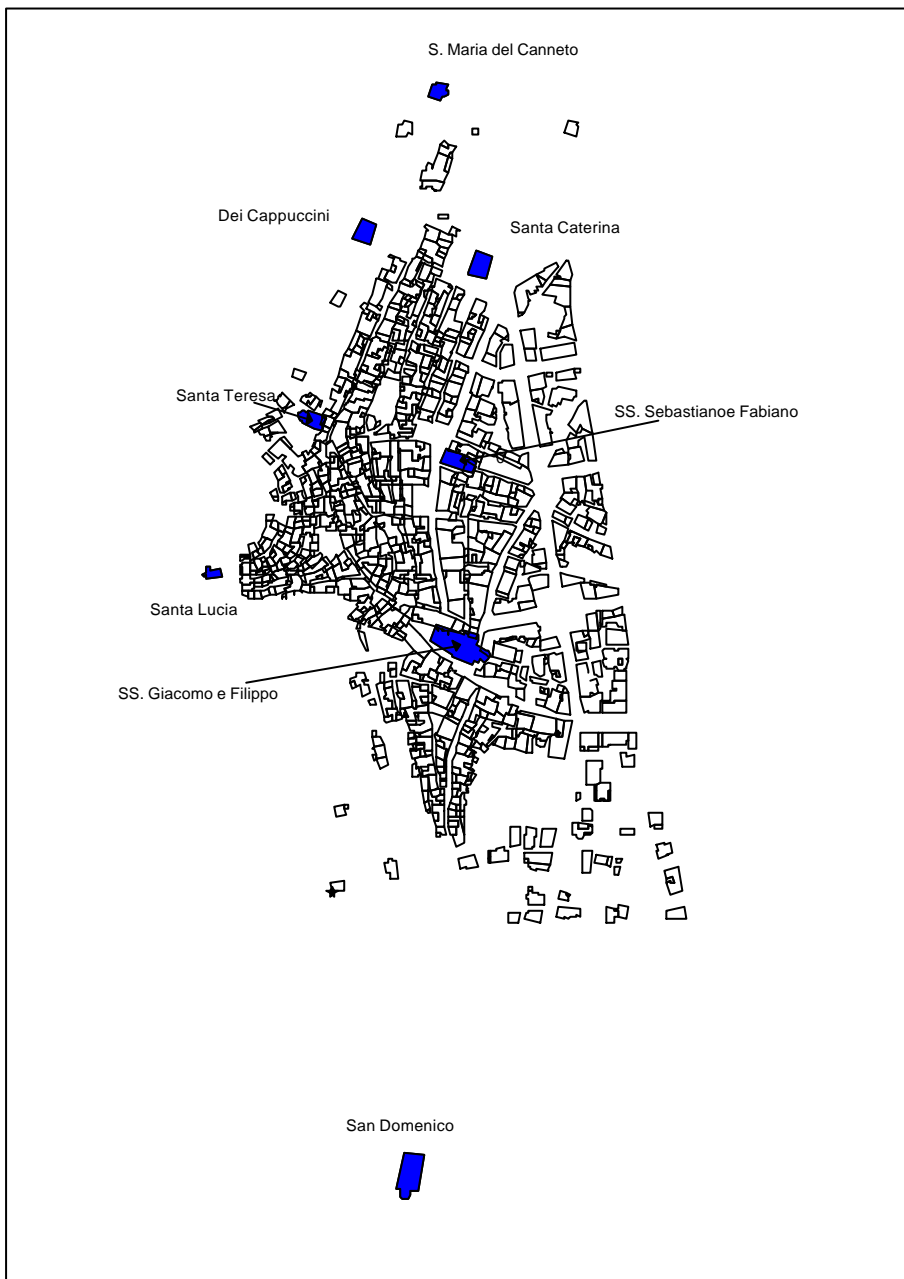 S. Maria del Canneto
Dei Cappuccini
Santa Caterina
Santa Teresa
SS. Sebastianoe Fabiano
Santa Lucia
SS. Giacomo e Filippo
San Domenico